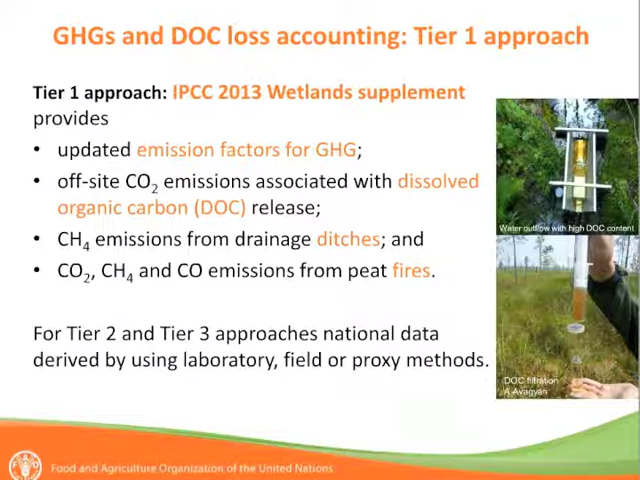 GHGs and DOC loss accounting: Tier 1 approach
Tier 1 approach: IPCC 2013 Wetlands supplement
provides
• updated emission factors for GHG;
• off-site CO₂ emissions associated with dissolved
organic carbon (DOC) release;
• CH₄ emissions from drainage ditches; and
• CO₂, CH₄ and CO emissions from peat fires.
For Tier 2 and Tier 3 approaches national data
derived by using laboratory, field or proxy methods.
Water outflow with high DOC content
DOC filtration
A.Avagyan
Food and Agriculture Organization of the United Nations